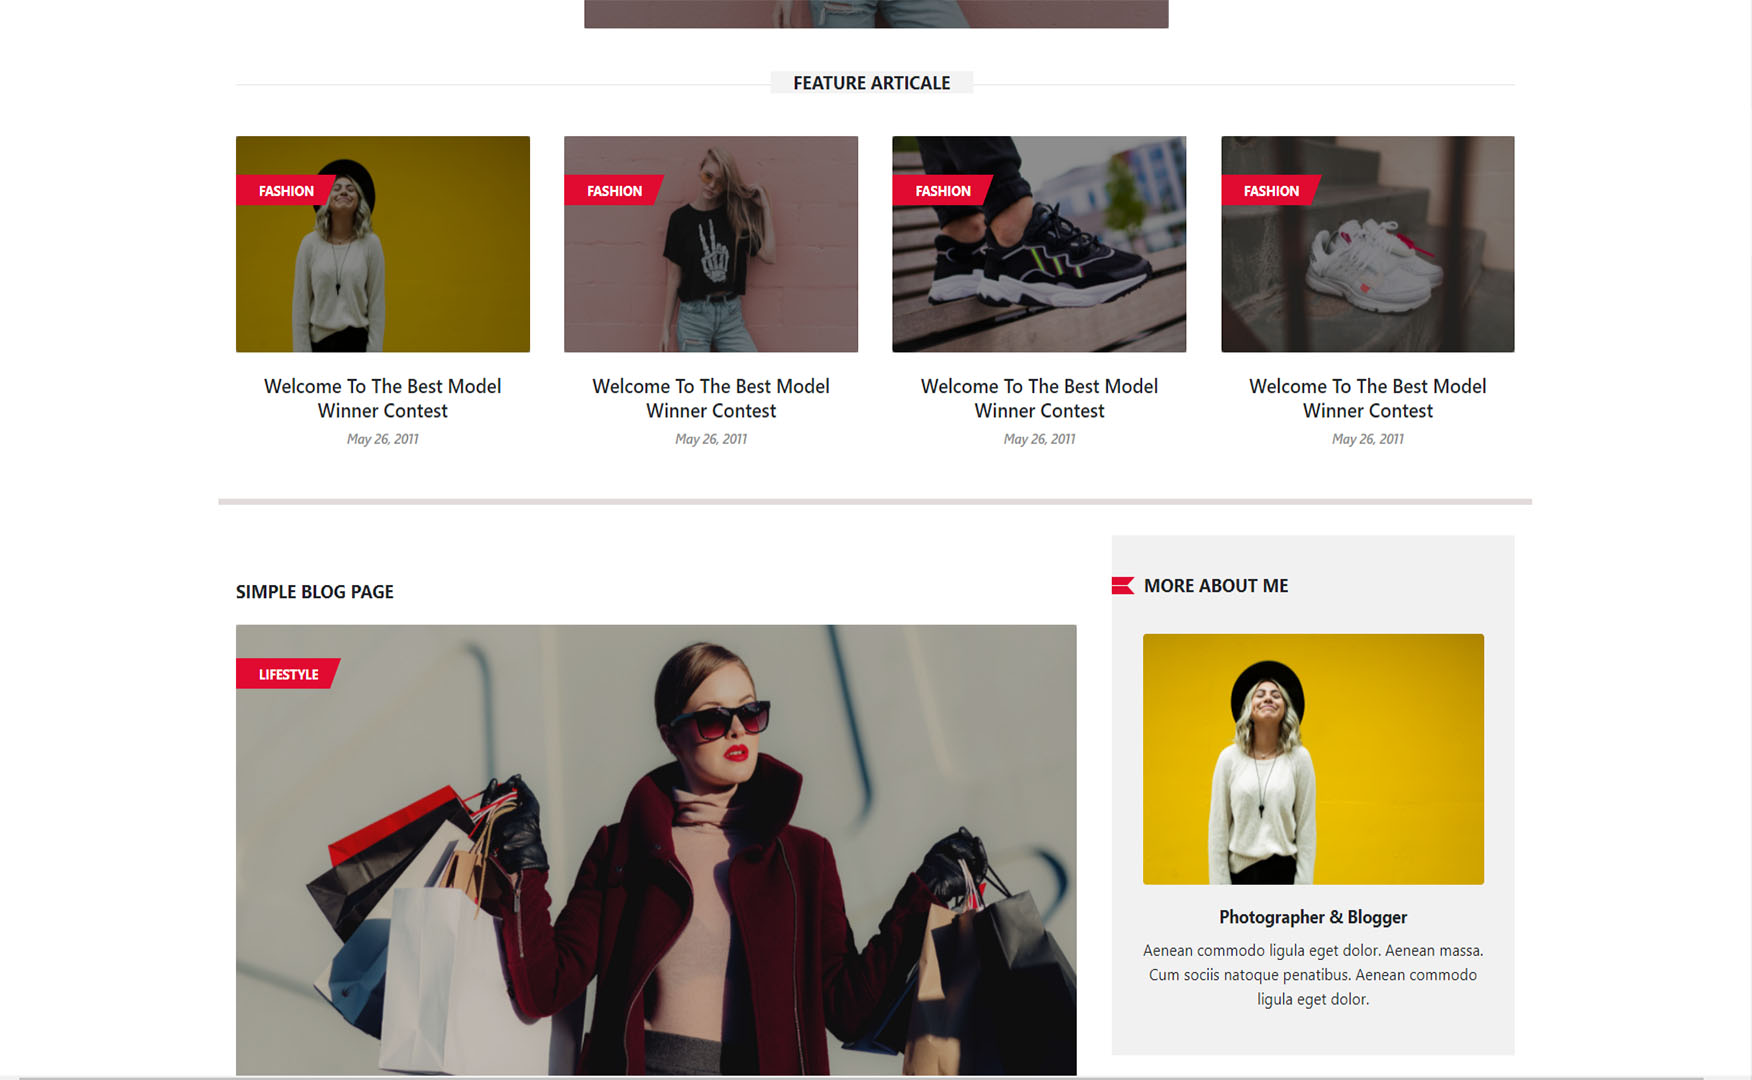 FEATURE ARTICALE
FASHION
FASHION
FASHION
FASHION
Welcome To The Best Model
Winner Contest
May 26, 2011
Welcome To The Best Model
Winner Contest
May 26, 2011
Welcome To The Best Model
Winner Contest
May 26, 2011
Welcome To The Best Model
Winner Contest
May 26, 2011
SIMPLE BLOG PAGE
LIFESTYLE
MORE ABOUT ME
Photographer & Blogger
Aenean commodo ligula eget dolor. Aenean massa.
Cum sociis natoque penatibus. Aenean commodo
ligula eget dolor.